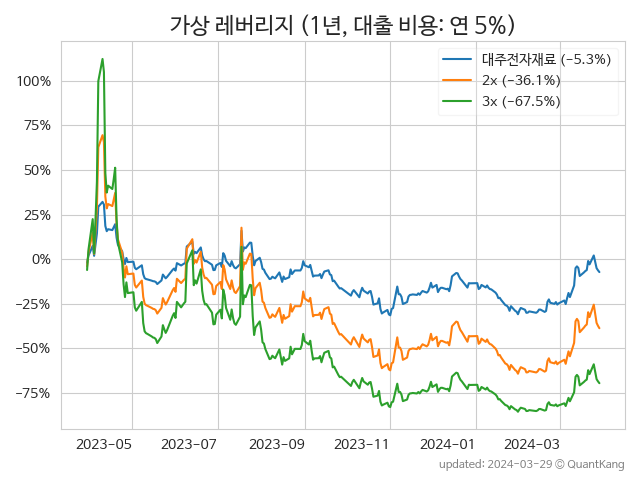 가상 레버리지 (1년, 대출 비용: 연 5%)
대주전자재료 (−5.3%)
2x (−36.1%)
3x (−67.5%)
100%
75%
50%
25%
0%
−25%
−50%
−75%
2023-05
2023-07
2023-09
2023-11
2024-01
2024-03
updated: 2024-03-29 © QuantKang